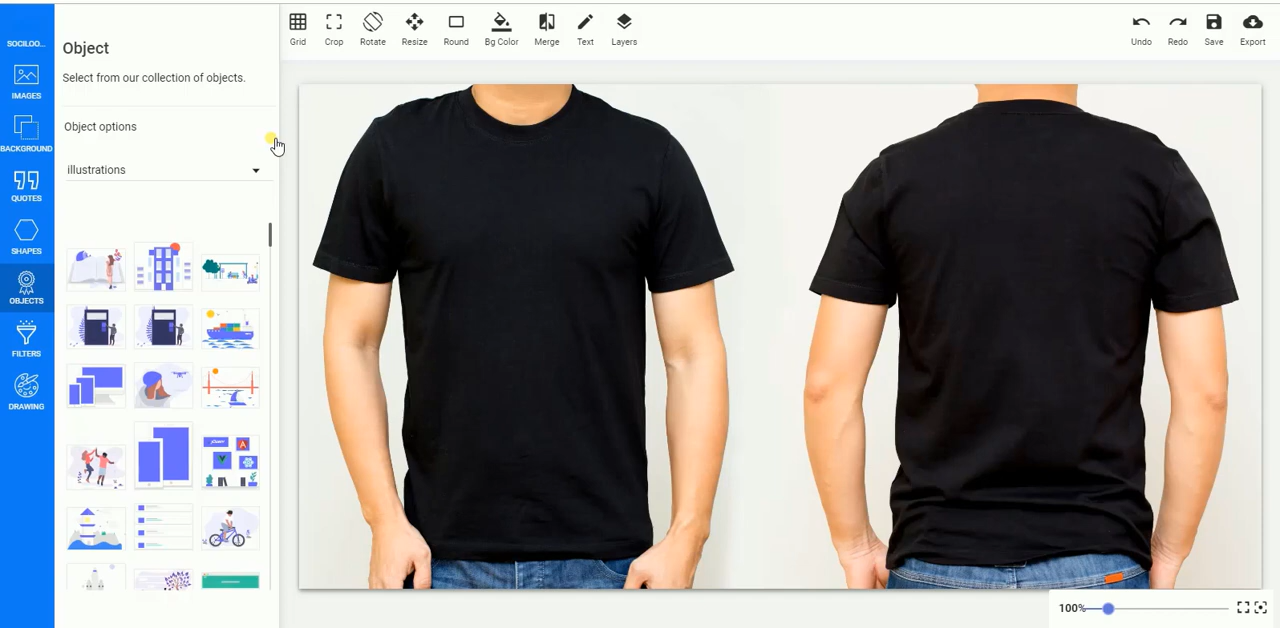 SOCILOO...
IMAGES
BACKGROUND
QUOTES
SHAPES
OBJECTS
FILTERS
DRAWING
Object
Select from our collection of objects.
Object options
illustrations
Grid
Crop
Rotate
Resize
Round
Bg Color
Merge
Text
Layers
Undo
Redo
Save
Export
100%